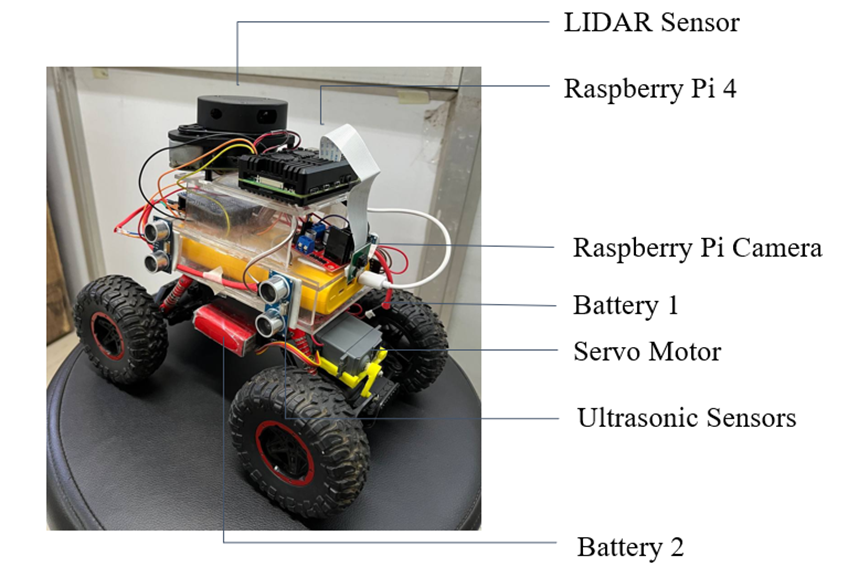 LIDAR Sensor
Raspberry Pi 4
Raspberry Pi Camera
Battery 1
Servo Motor
Ultrasonic Sensors
Battery 2